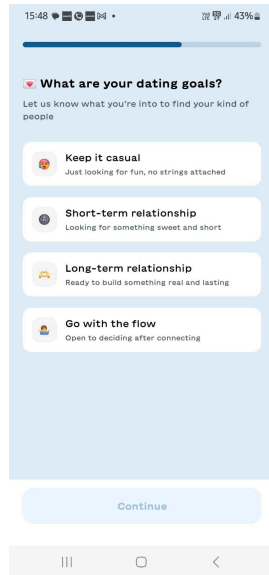 15:48
43%
What are your dating goals?
Let us know what you're into to find your kind of
people
Keep it casual
Just looking for fun, no strings attached
Short-term relationship
Looking for something sweet and short
Long-term relationship
Ready to build something real and lasting
Go with the flow
Open to deciding after connecting
Continue